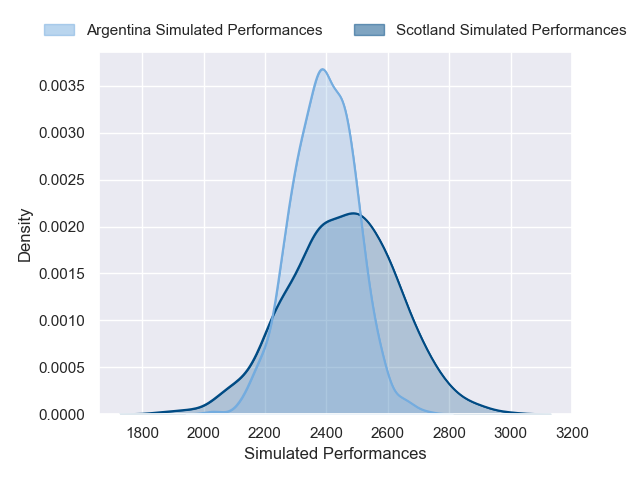 Argentina Simulated Performances Scotland Simulated Performances
0.0035
0.0030
0.0025
0.0020
0.0015
0.0010
0.0005
0.0000
Density
1800 2000 2200 2400 2600 2800 3000 3200
Simulated Performances